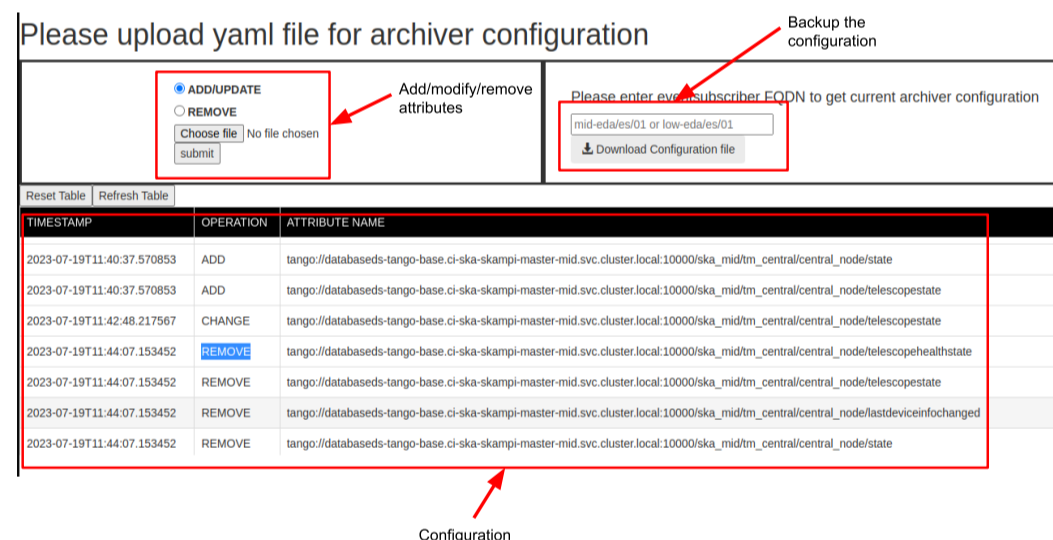 Please upload yaml file for archiver configuration
Backup the
configuration
ADD/UPDATE
REMOVE
Choose file No file chosen
submit
Add/modify/remove
attributes
Please enter eventsubscriber FQDN to get current archiver configuration
mid-eda/es/01 or low-eda/es/01
Download Configuration file
Reset Table Refresh Table
TIMESTAMP OPERATION ATTRIBUTE NAME
2023-07-19T11:40:37.570853 ADD tango://databaseds-tango-base.ci-ska-skampi-master-mid.svc.cluster.local:10000/ska_mid/tm_central/central_node/state
2023-07-19T11:40:37.570853 ADD tango://databaseds-tango-base.ci-ska-skampi-master-mid.svc.cluster.local:10000/ska_mid/tm_central/central_node/telescopestate
2023-07-19T11:42:48.217567 CHANGE tango://databaseds-tango-base.ci-ska-skampi-master-mid.svc.cluster.local:10000/ska_mid/tm_central/central_node/telescopestate
2023-07-19T11:44:07.153452 REMOVE tango://databaseds-tango-base.ci-ska-skampi-master-mid.svc.cluster.local:10000/ska_mid/tm_central/central_node/telescopehealthstate
2023-07-19T11:44:07.153452 REMOVE tango://databaseds-tango-base.ci-ska-skampi-master-mid.svc.cluster.local:10000/ska_mid/tm_central/central_node/telescopestate
2023-07-19T11:44:07.153452 REMOVE tango://databaseds-tango-base.ci-ska-skampi-master-mid.svc.cluster.local:10000/ska_mid/tm_central/central_node/lastdeviceinfochanged
2023-07-19T11:44:07.153452 REMOVE tango://databaseds-tango-base.ci-ska-skampi-master-mid.svc.cluster.local:10000/ska_mid/tm_central/central_node/state
Configuration